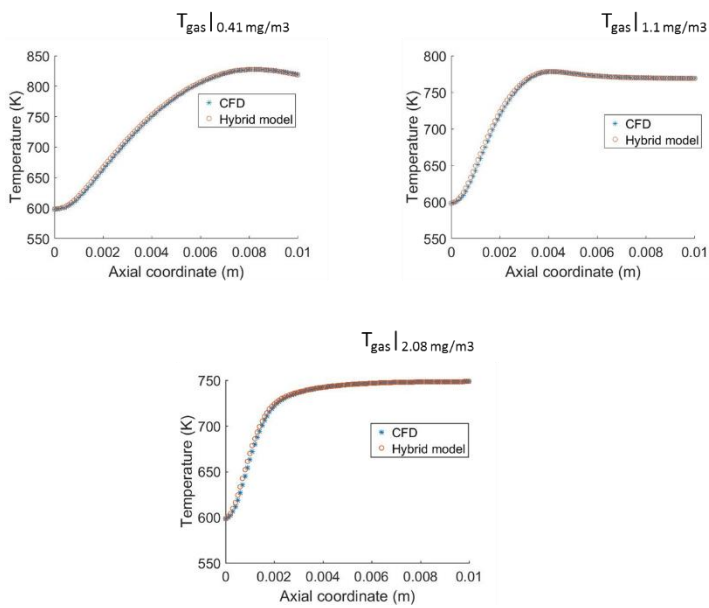 Tgas|0.41 mg/m3
850
800
750
700
650
600
550
Temperature (K)
CFD
Hybrid model
0 0.002 0.004 0.006 0.008 0.01
Axial coordinate (m)
Tgas|1.1 mg/m3
800
750
700
650
600
550
Temperature (K)
CFD
Hybrid model
0 0.002 0.004 0.006 0.008 0.01
Axial coordinate (m)
Tgas|2.08 mg/m3
750
700
650
600
550
Temperature (K)
CFD
Hybrid model
0 0.002 0.004 0.006 0.008 0.01
Axial coordinate (m)